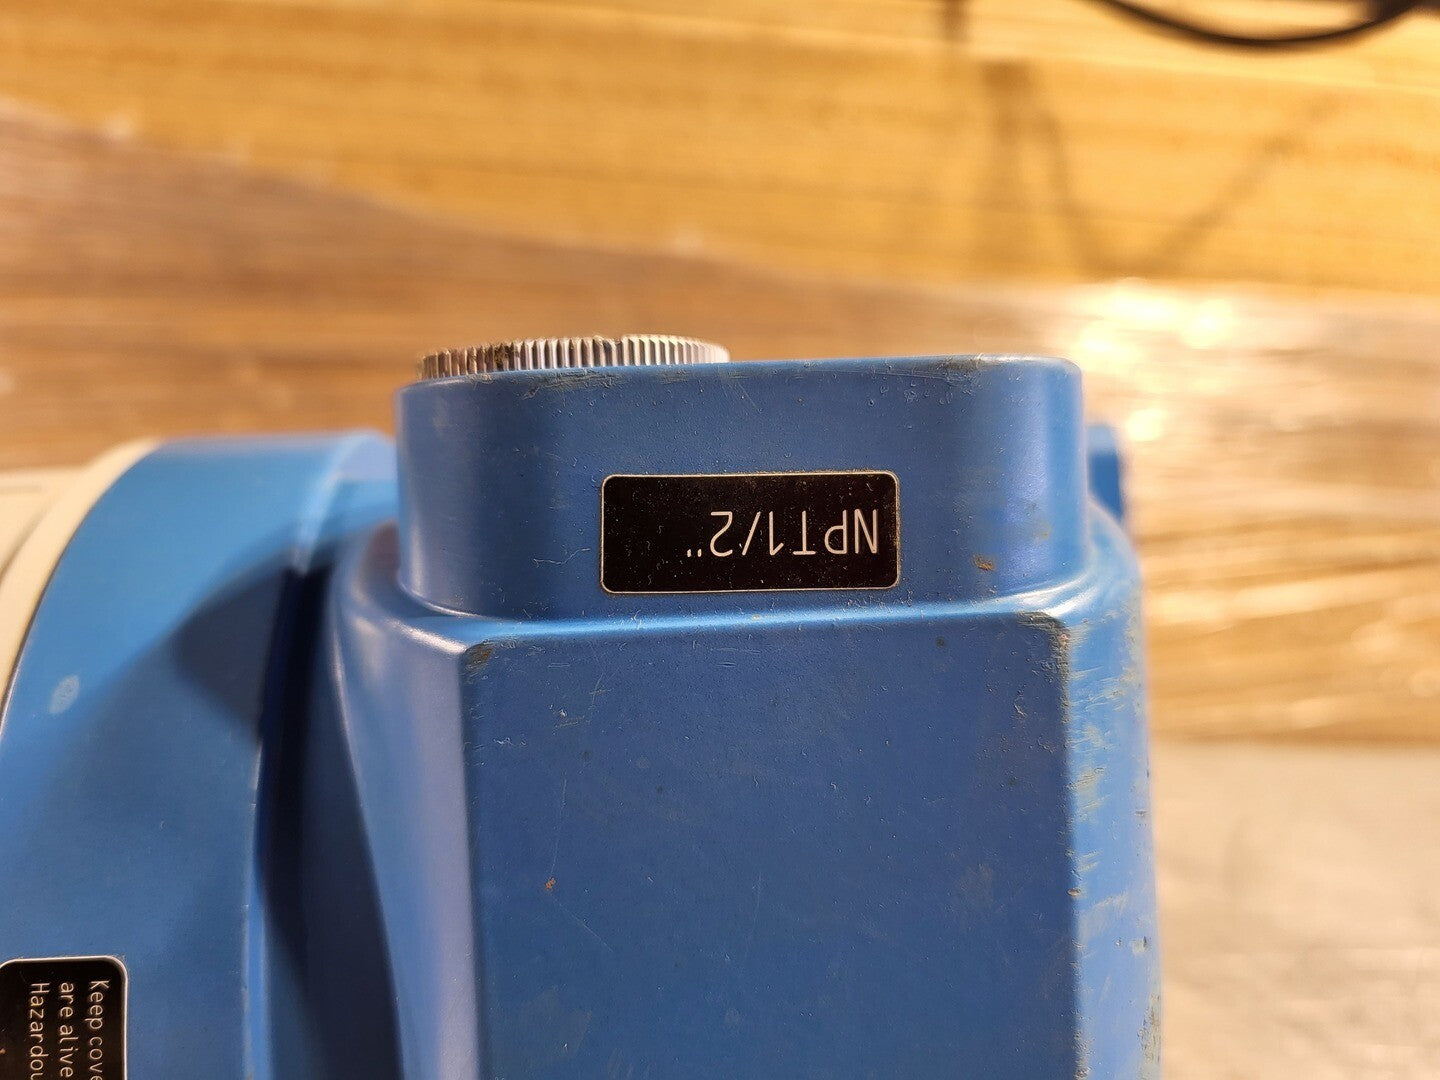 NPT1/2"
Keep cove
are alive
Hazardou